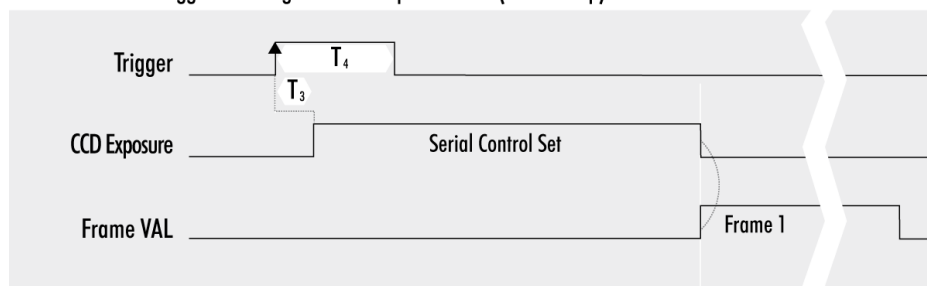 Trigger
T₄
T₃
CCD Exposure
Serial Control Set
Frame VAL
Frame 1